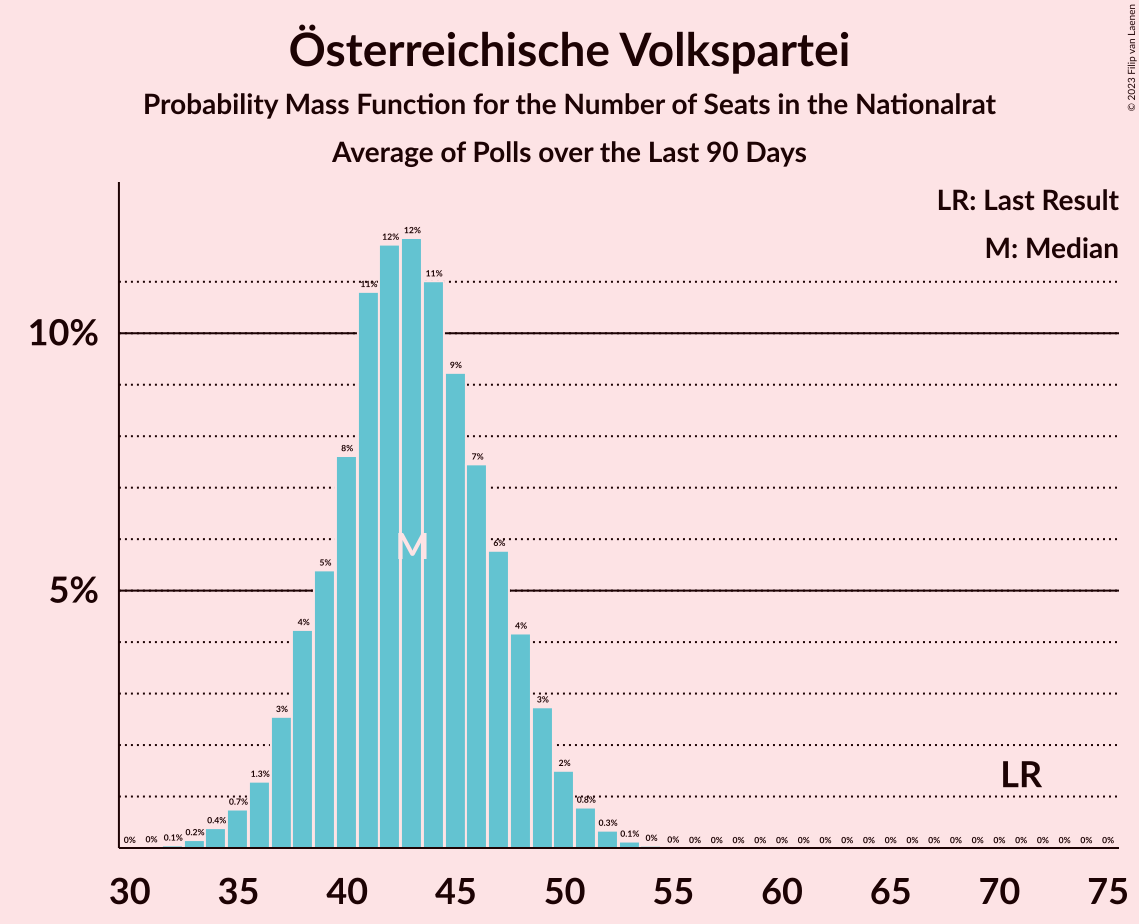 Österreichische Volkspartei
Probability Mass Function for the Number of Seats in the Nationalrat
Average of Polls over the Last 90 Days
© 2023 Filip van Laenen
LR: Last Result
M: Median
10%
5%
0% 0% 0.1% 0.2% 0.4% 0.7% 1.3% 3% 4% 5% 8% 11% 12% 12% 11% 9% 7% 6% 4% 3% 2% 0.8% 0.3% 0.1% 0% 0% 0% 0% 0% 0% 0% 0% 0% 0% 0% 0% 0% 0% 0% 0% 0% 0% 0% 0% 0% 0%
M
LR
30 35 40 45 50 55 60 65 70 75